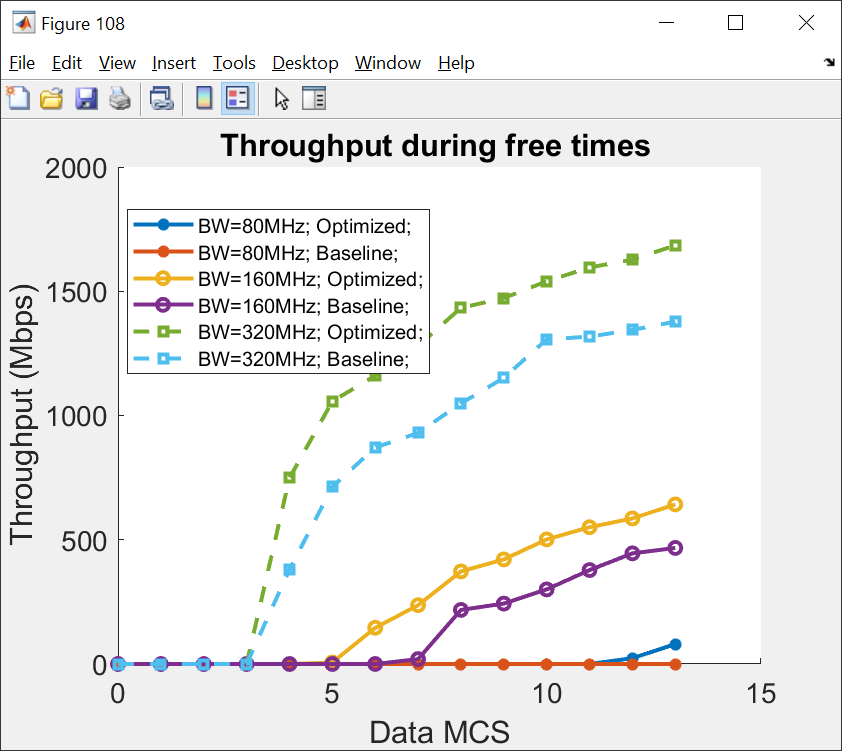 Figure 108
File Edit View Insert Tools Desktop Window Help
Throughput during free times
2000
1500
1000
500
0
Throughput (Mbps)
BW=80MHz; Optimized;
BW=80MHz; Baseline;
BW=160MHz; Optimized;
BW=160MHz; Baseline;
BW=320MHz; Optimized;
BW=320MHz; Baseline;
0 5 10 15
Data MCS